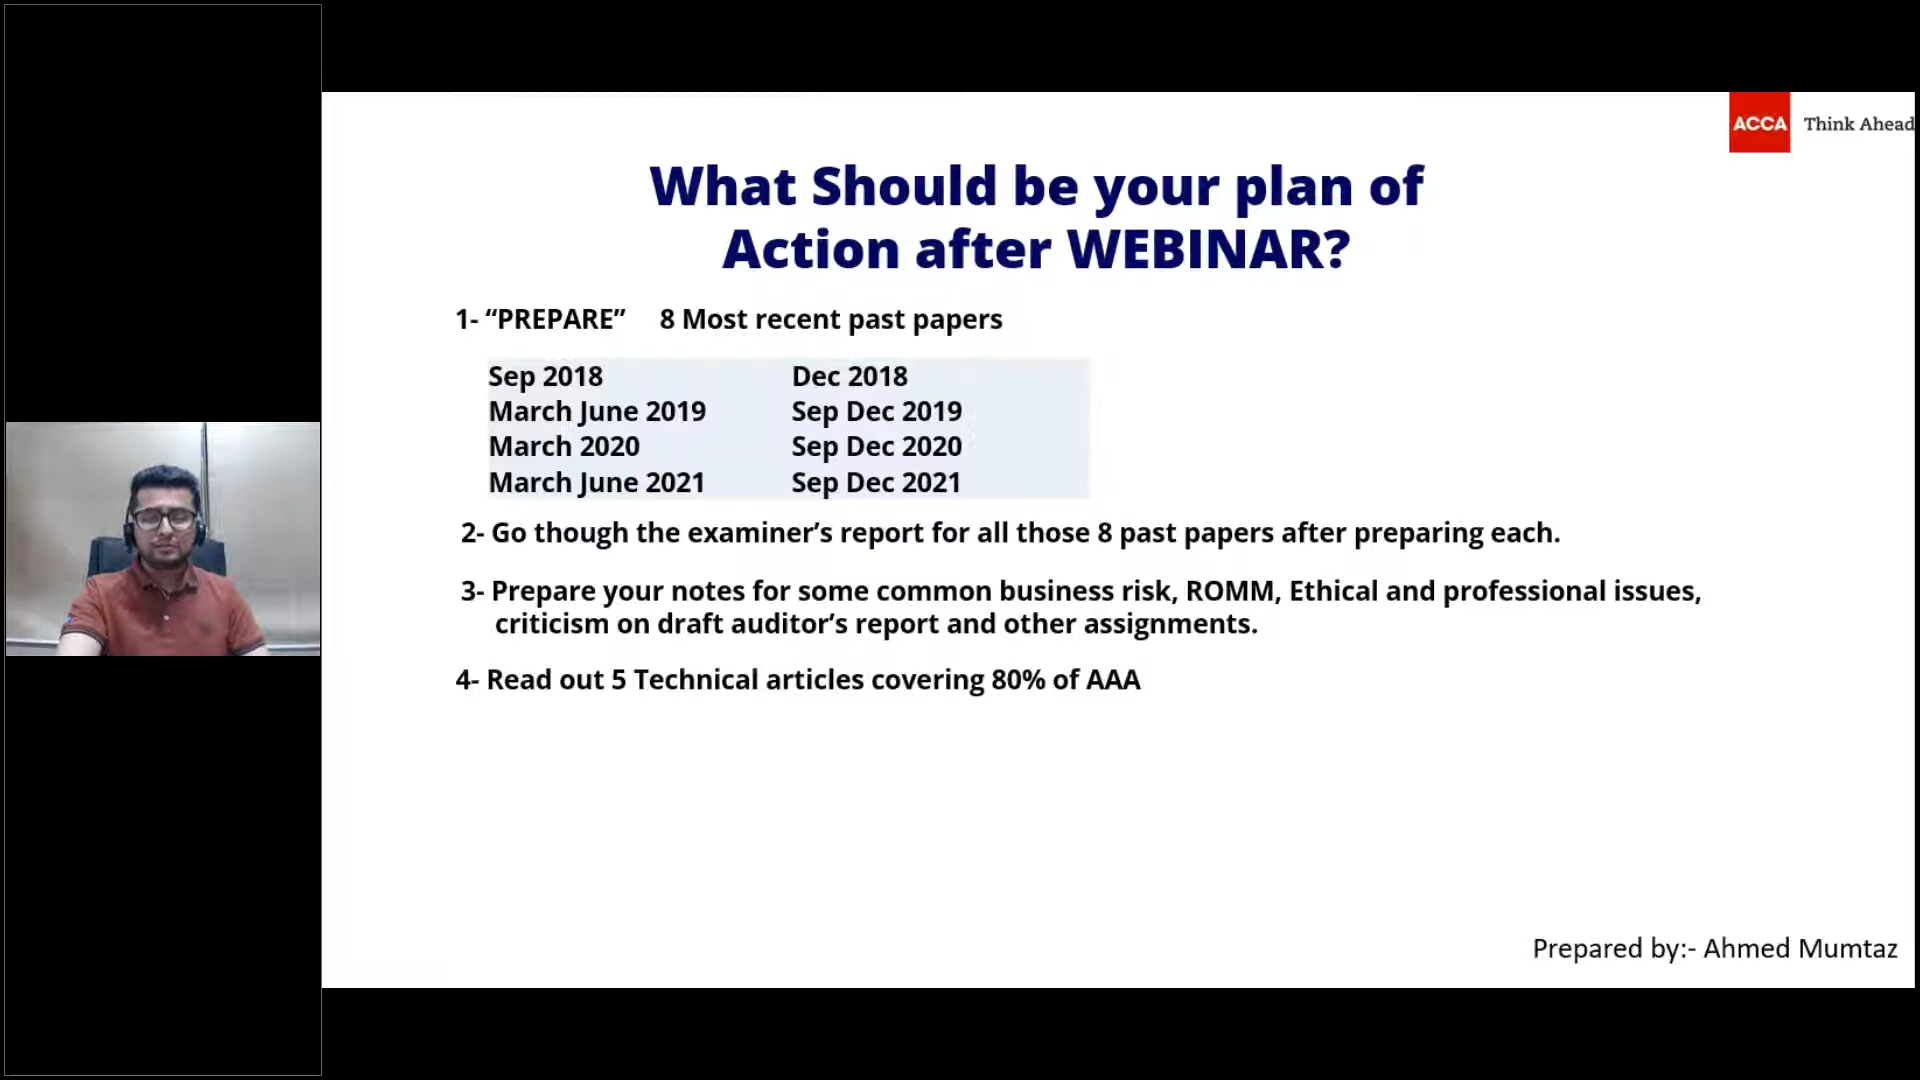 ACCA Think Ahead
What Should be your plan of
Action after WEBINAR?
1- “PREPARE” 8 Most recent past papers
Sep 2018 Dec 2018
March June 2019 Sep Dec 2019
March 2020 Sep Dec 2020
March June 2021 Sep Dec 2021
2- Go though the examiner’s report for all those 8 past papers after preparing each.
3- Prepare your notes for some common business risk, ROMM, Ethical and professional issues,
criticism on draft auditor’s report and other assignments.
4- Read out 5 Technical articles covering 80% of AAA
Prepared by:- Ahmed Mumtaz